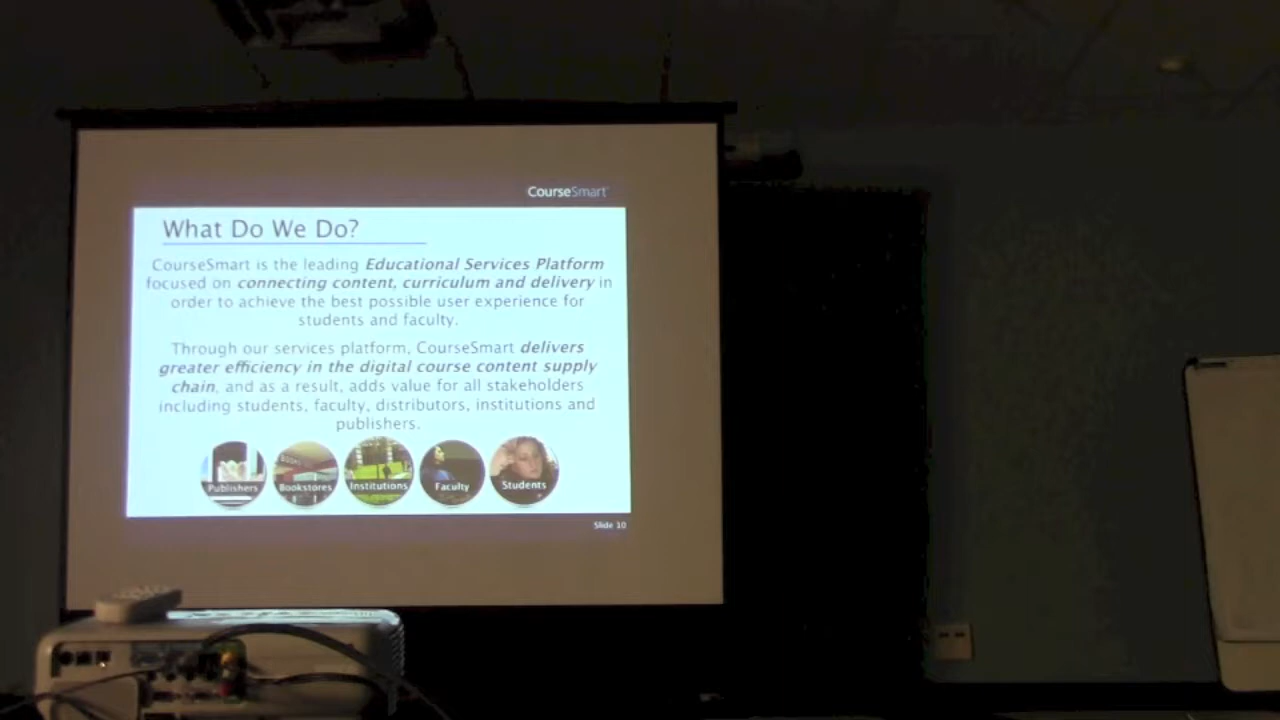 CourseSmart
What Do We Do?
CourseSmart is the leading Educational Services Platform
focused on connecting content, curriculum and delivery in
order to achieve the best possible user experience for
students and faculty.
Through our services platform, CourseSmart delivers
greater efficiency in the digital course content supply
chain, and as a result, adds value for all stakeholders
including students, faculty, distributors, institutions and
publishers.
Publishers Bookstores Institutions Faculty Students
Slide 10